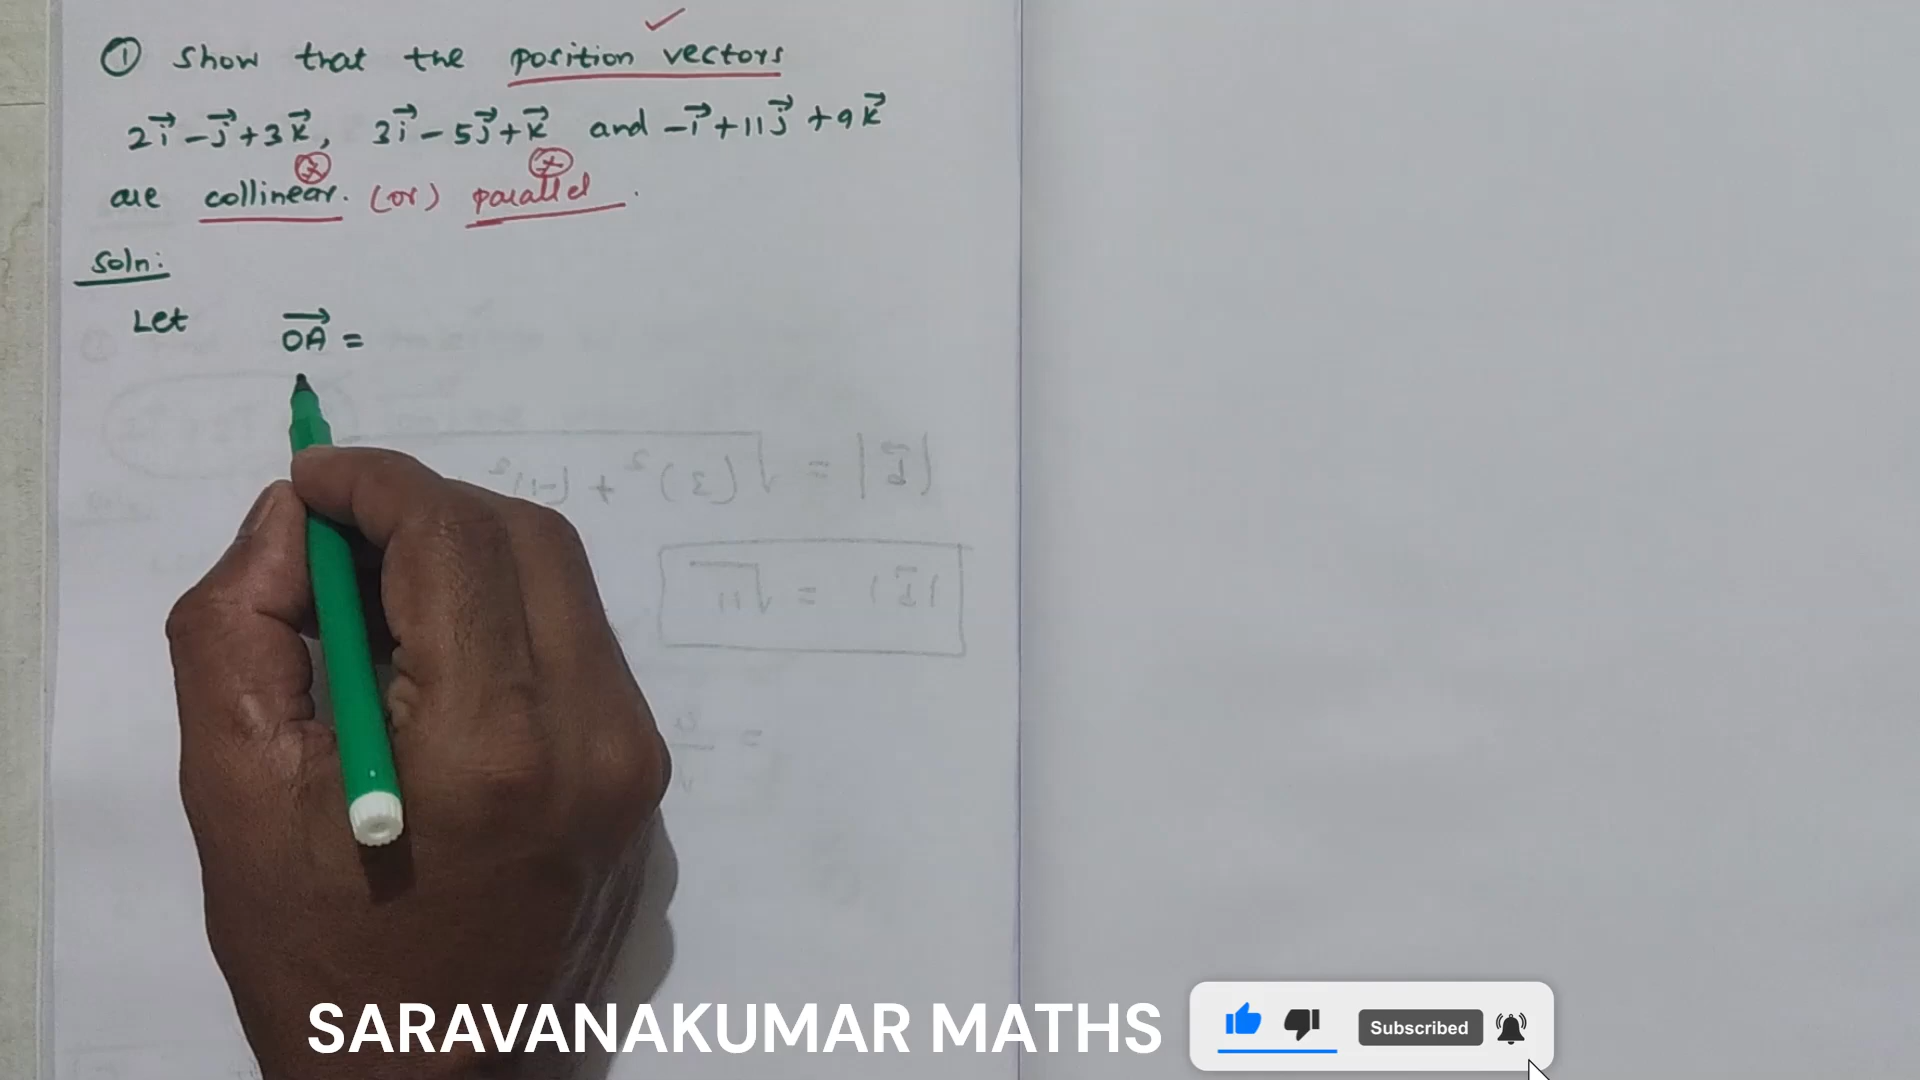 ① Show that the position vectors
2i⃗ - j⃗ + 3k⃗, 3i⃗ - 5j⃗ + k⃗ and -i⃗ + 11j⃗ + 9k⃗
are collinear. (or) parallel.
Soln:
Let OA⃗ =
SARAVANAKUMAR MATHS
Subscribed